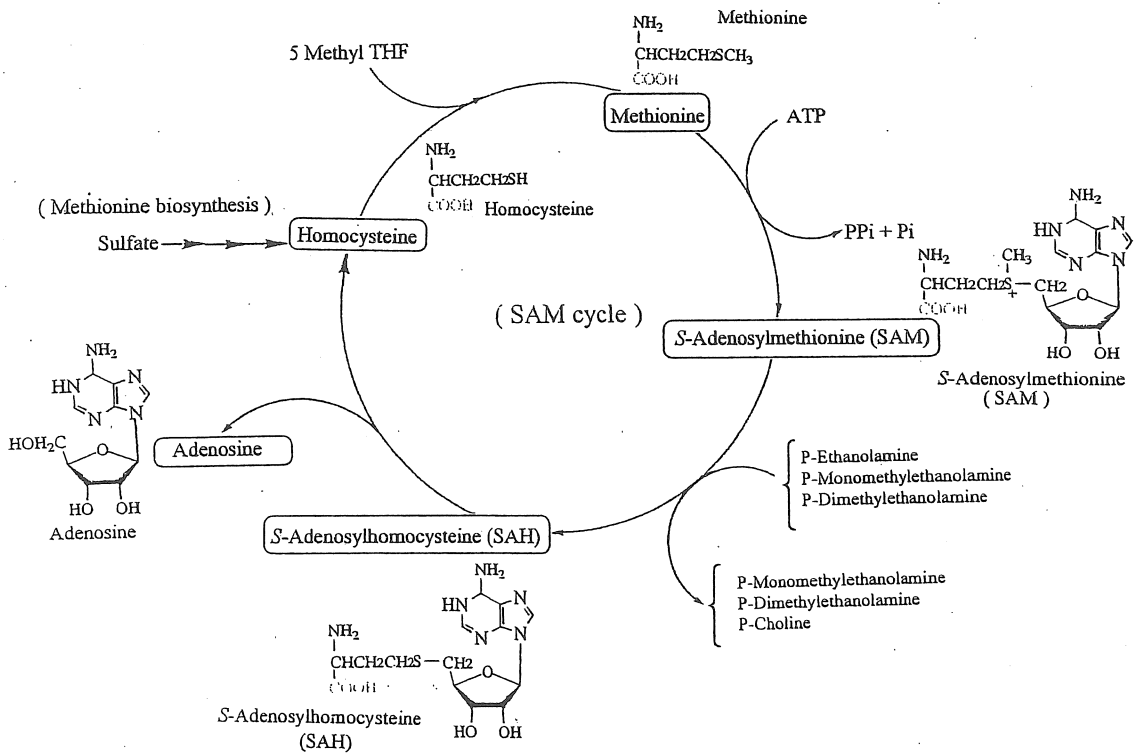 NH2
Methionine
5 Methyl THF
CHCH2CH2SCH3
COOH
Methionine
ATP
NH2
CHCH2CH2SH
COOH Homocysteine
( Methionine biosynthesis )
Sulfate
Homocysteine
PPi + Pi
( SAM cycle )
S-Adenosylmethionine (SAM)
NH2
HN
N
N
N
NH2
CH3
CHCH2CH2S—CH2
+
COOH
O
HO OH
S-Adenosylmethionine
( SAM )
NH2
HN
N
N
N
HOH2C
O
HO OH
Adenosine
Adenosine
P-Ethanolamine
P-Monomethylethanolamine
P-Dimethylethanolamine
S-Adenosylhomocysteine (SAH)
P-Monomethylethanolamine
P-Dimethylethanolamine
P-Choline
NH2
HN
N
N
N
NH2
CHCH2CH2S—CH2
COOH
O
HO OH
S-Adenosylhomocysteine
(SAH)